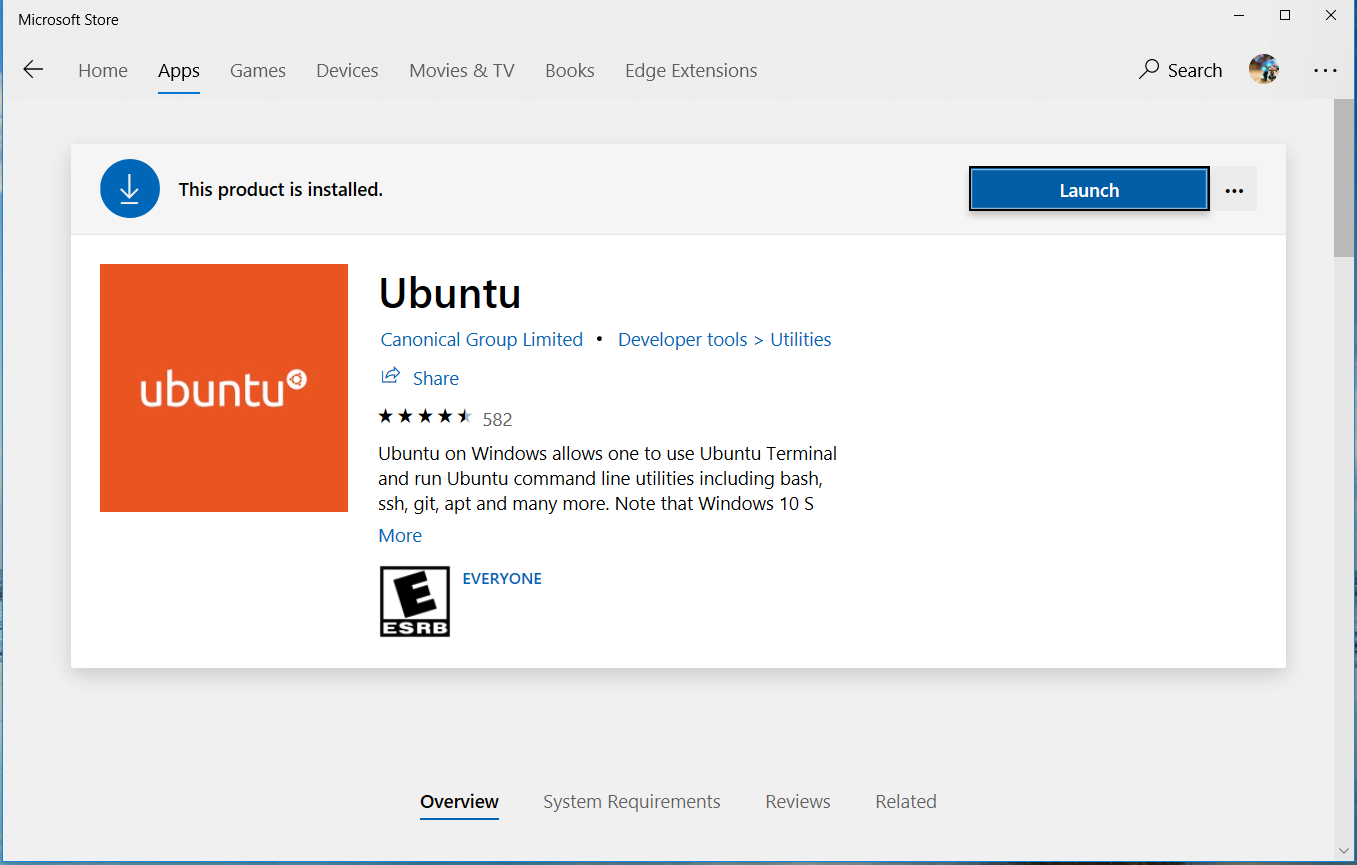 Microsoft Store
Home Apps Games Devices Movies & TV Books Edge Extensions Search
This product is installed. Launch
ubuntu
Ubuntu
Canonical Group Limited • Developer tools > Utilities
Share
582
Ubuntu on Windows allows one to use Ubuntu Terminal
and run Ubuntu command line utilities including bash,
ssh, git, apt and many more. Note that Windows 10 S
More
EVERYONE
E
ESRB
Overview System Requirements Reviews Related